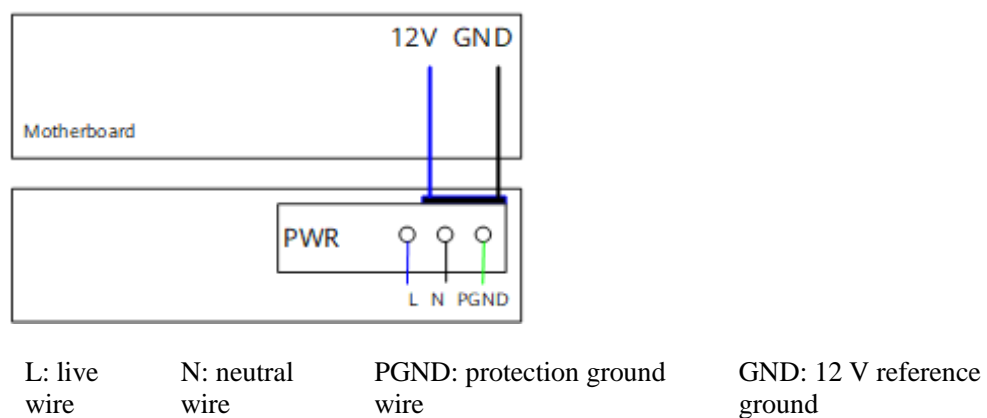 12V GND
Motherboard
PWR
L N PGND
L: live wire
N: neutral wire
PGND: protection ground wire
GND: 12 V reference ground